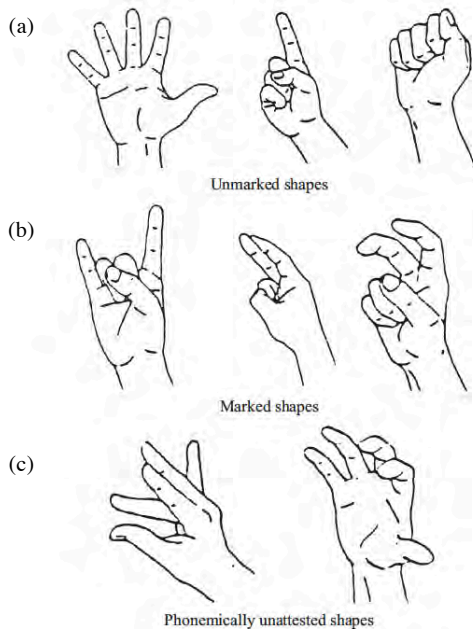 (a)
Unmarked shapes
(b)
Marked shapes
(c)
Phonemically unattested shapes